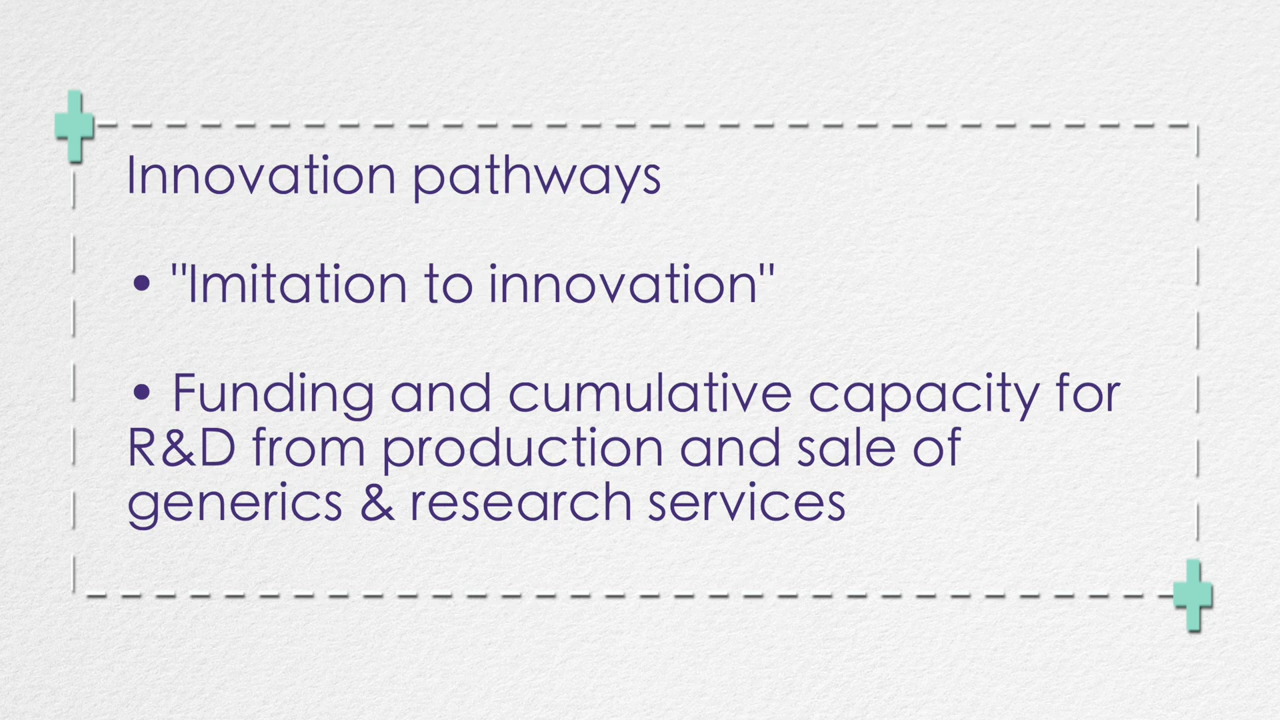 Innovation pathways
• "Imitation to innovation"
• Funding and cumulative capacity for
R&D from production and sale of
generics & research services